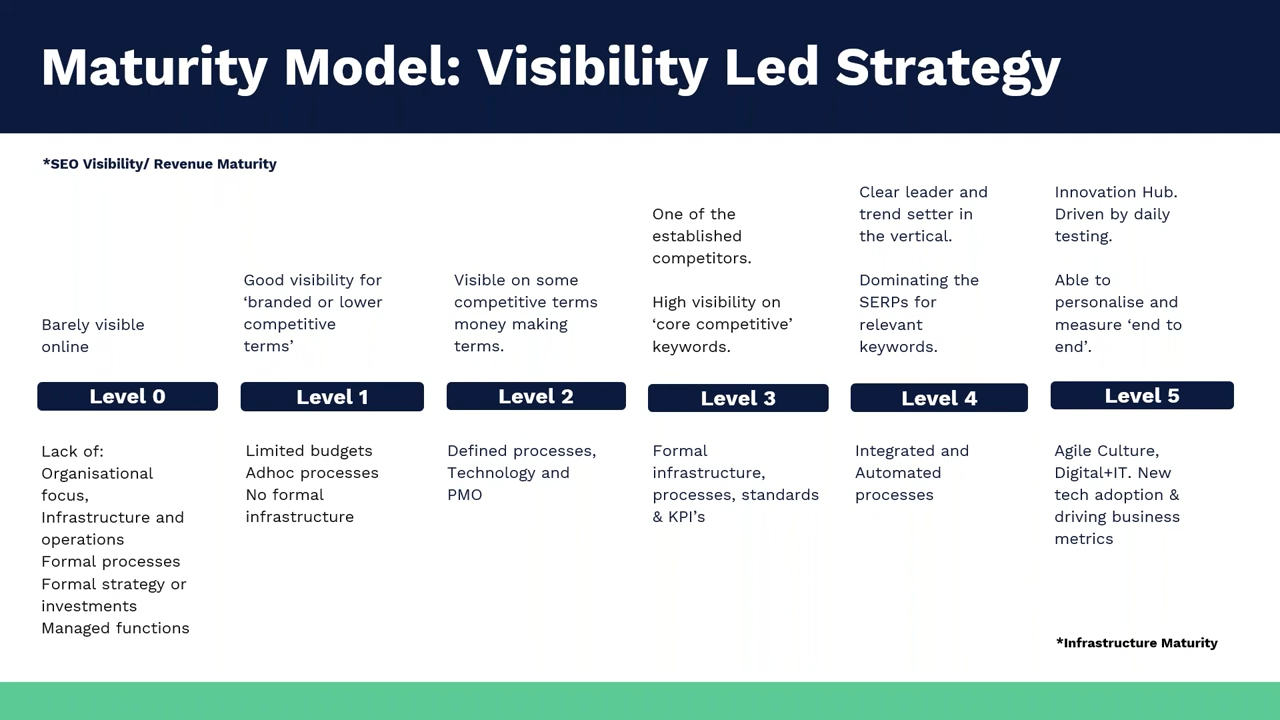 Maturity Model: Visibility Led Strategy
*SEO Visibility/ Revenue Maturity
Barely visible
online
Good visibility for
‘branded or lower
competitive
terms’
Visible on some
competitive terms
money making
terms.
One of the
established
competitors.
High visibility on
‘core competitive’
keywords.
Clear leader and
trend setter in
the vertical.
Dominating the
SERPs for
relevant
keywords.
Innovation Hub.
Driven by daily
testing.
Able to
personalise and
measure ‘end to
end’.
Level 0
Level 1
Level 2
Level 3
Level 4
Level 5
Lack of:
Organisational
focus,
Infrastructure and
operations
Formal processes
Formal strategy or
investments
Managed functions
Limited budgets
Adhoc processes
No formal
infrastructure
Defined processes,
Technology and
PMO
Formal
infrastructure,
processes, standards
& KPI’s
Integrated and
Automated
processes
Agile Culture,
Digital+IT. New
tech adoption &
driving business
metrics
*Infrastructure Maturity